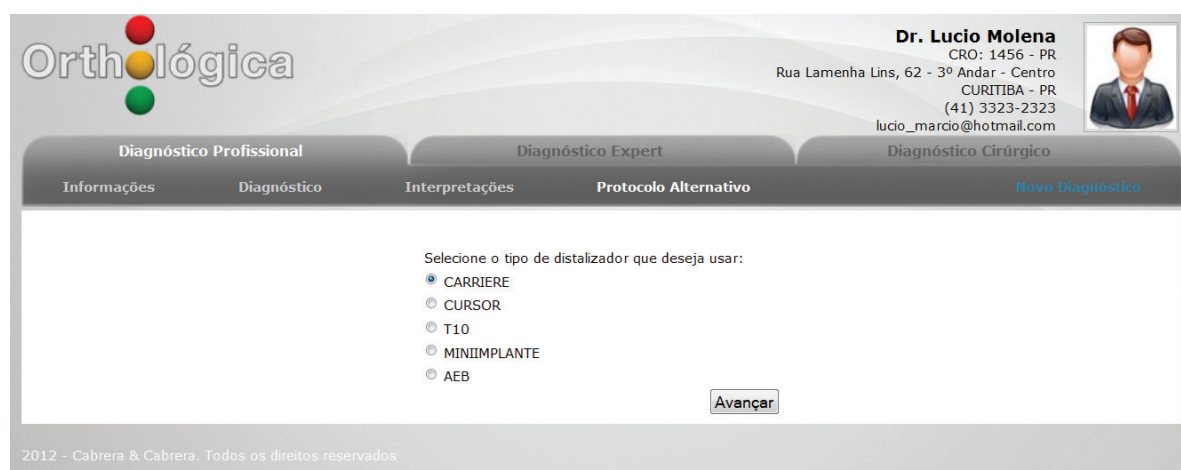 Orthológica
Dr. Lucio Molena
CRO: 1456 - PR
Rua Lamenha Lins, 62 - 3º Andar - Centro
CURITIBA - PR
(41) 3323-2323
lucio_marcio@hotmail.com
Diagnóstico Profissional Diagnóstico Expert Diagnóstico Cirúrgico
Informações Diagnóstico Interpretações Protocolo Alternativo Novo Diagnóstico
Selecione o tipo de distalizador que deseja usar:
CARRIERE
CURSOR
T10
MINIIMPLANTE
AEB
Avançar
2012 - Cabrera & Cabrera. Todos os direitos reservados